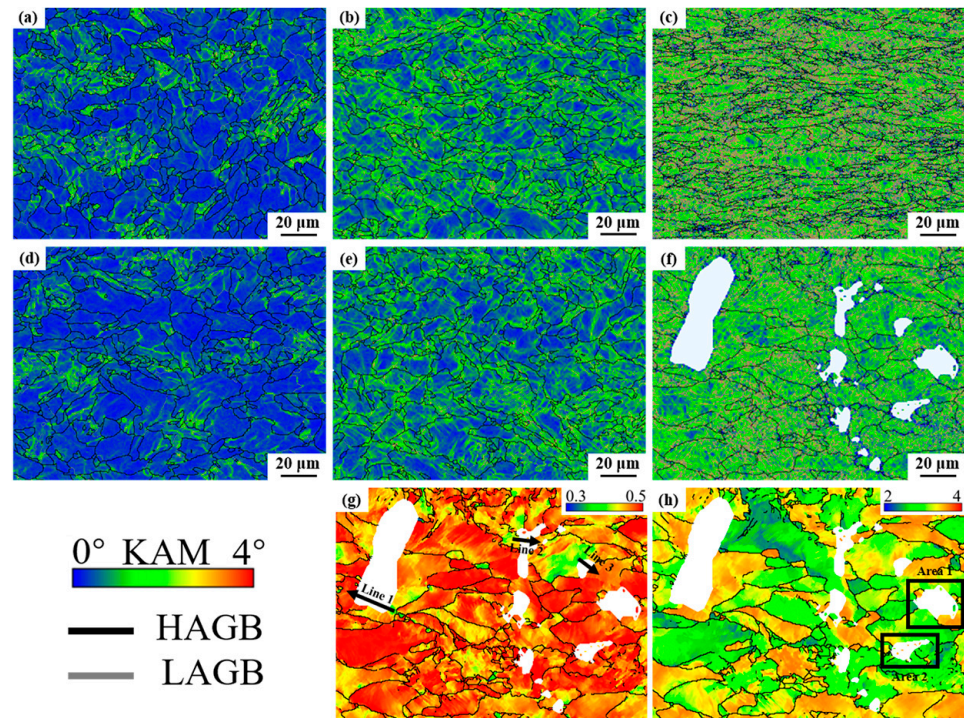 (a)
(b)
(c)
20 μm
20 μm
20 μm
(d)
(e)
(f)
20 μm
20 μm
20 μm
(g)
0.3 0.5
(h)
2 4
Line 2
Line 3
Line 1
Area 1
Area 2
0° KAM 4°
HAGB
LAGB